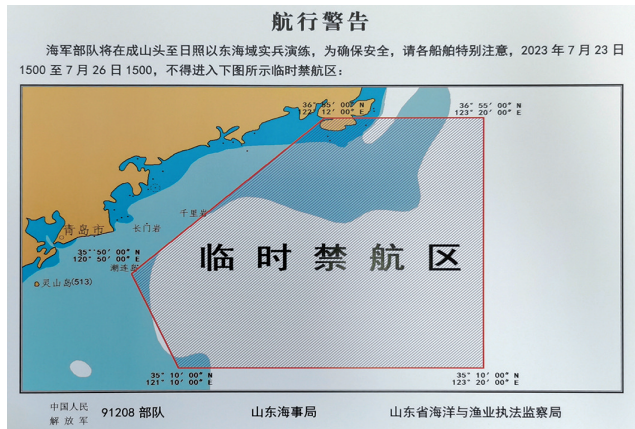 航行警告
海军部队将在成山头至日照以东海域实兵演练，为确保安全，请各船舶特别注意，2023 年 7 月 23 日
1500 至 7 月 26 日 1500，不得进入下图所示临时禁航区：
36° 55′ 00″ N
122° 12′ 00″ E
36° 55′ 00″ N
123° 20′ 00″ E
千里岩
青岛市
长门岩
35° 50′ 00″ N
120° 50′ 00″ E
潮连岛
临时禁航区
灵山岛(513)
35° 10′ 00″ N
121° 10′ 00″ E
35° 10′ 00″ N
123° 20′ 00″ E
中国人民
解放军
91208 部队
山东海事局
山东省海洋与渔业执法监察局